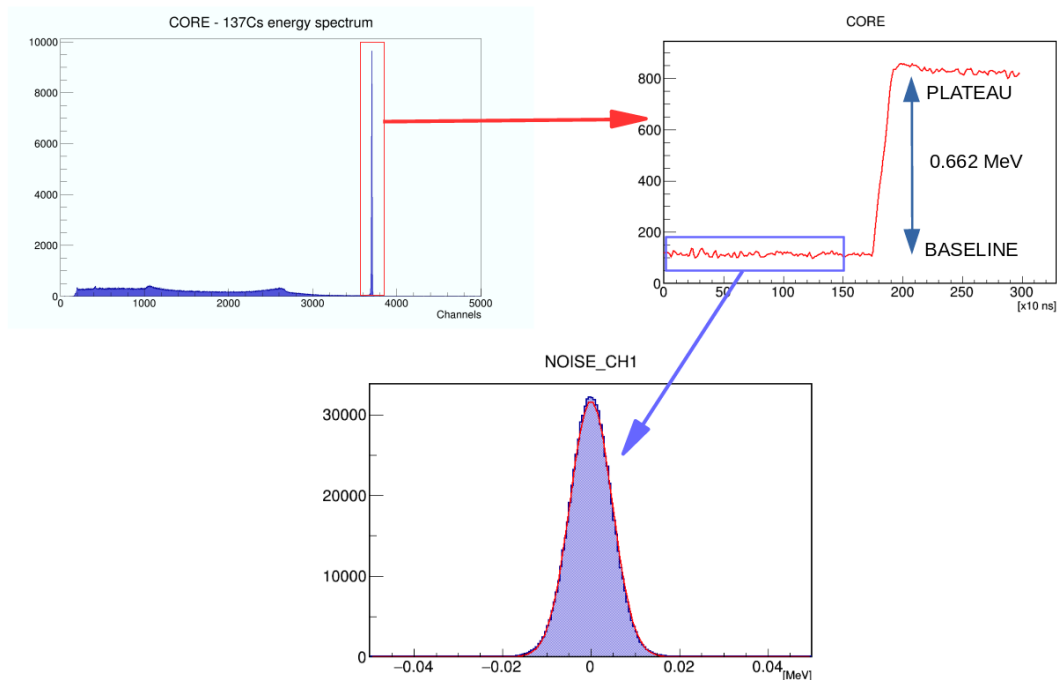 CORE - 137Cs energy spectrum
10000
8000
6000
4000
2000
0
0 1000 2000 3000 4000 5000
Channels
CORE
800
600
400
200
0
PLATEAU
0.662 MeV
BASELINE
0 50 100 150 200 250 300
[x10 ns]
NOISE_CH1
30000
20000
10000
0
−0.04 −0.02 0 0.02 0.04
[MeV]